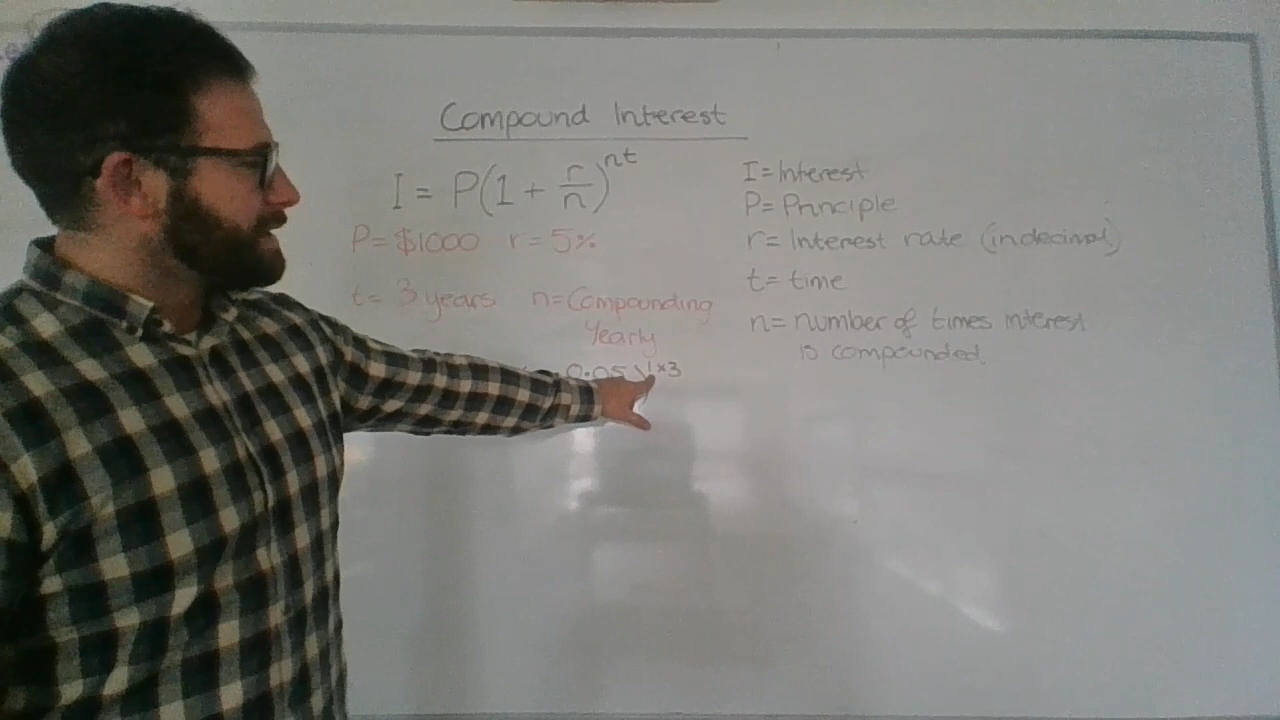 Compound Interest
I = P(1 + r/n)^nt
P = $1000 r = 5%
t = 3 years n = Compounding
Yearly
0.05)^1×3
I = Interest
P = Principle
r = Interest rate (in decimal)
t = time
n = number of times interest
is compounded.